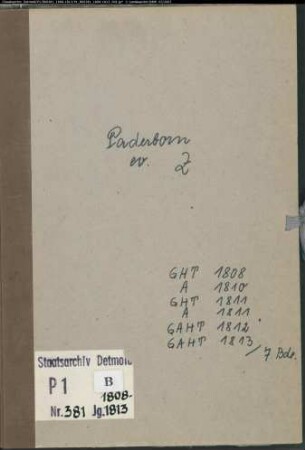 Paderborn
ev. Z
GHT 1808
A 1810
GHT 1811
A 1811
GAHT 1812
GAHT 1813
/ 7 Bde.
Staatsarchiv Detmold
P1 B
1808-
Nr. 381 Jg. 1813